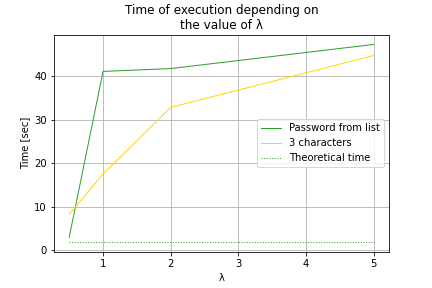 Time of execution depending on
the value of λ
Time [sec]
40
30
20
10
0
Password from list
3 characters
Theoretical time
1
2
3
4
5
λ